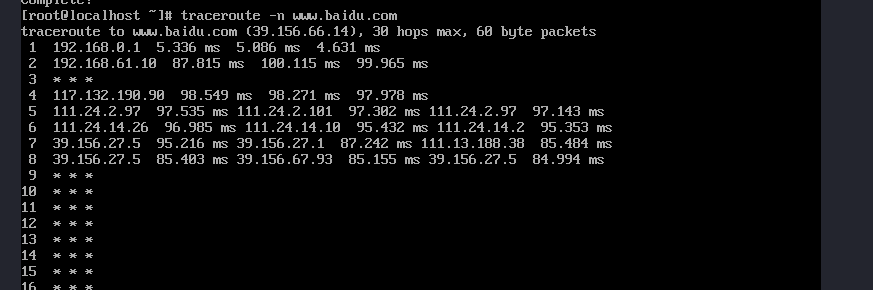 Complete!
[root@localhost ~]# traceroute -n www.baidu.com
traceroute to www.baidu.com (39.156.66.14), 30 hops max, 60 byte packets
1 192.168.0.1 5.336 ms 5.086 ms 4.631 ms
2 192.168.61.10 87.815 ms 100.115 ms 99.965 ms
3 * * *
4 117.132.190.90 98.549 ms 98.271 ms 97.978 ms
5 111.24.2.97 97.535 ms 111.24.2.101 97.302 ms 111.24.2.97 97.143 ms
6 111.24.14.26 96.985 ms 111.24.14.10 95.432 ms 111.24.14.2 95.353 ms
7 39.156.27.5 95.216 ms 39.156.27.1 87.242 ms 111.13.188.38 85.484 ms
8 39.156.27.5 85.403 ms 39.156.67.93 85.155 ms 39.156.27.5 84.994 ms
9 * * *
10 * * *
11 * * *
12 * * *
13 * * *
14 * * *
15 * * *
16 * * *